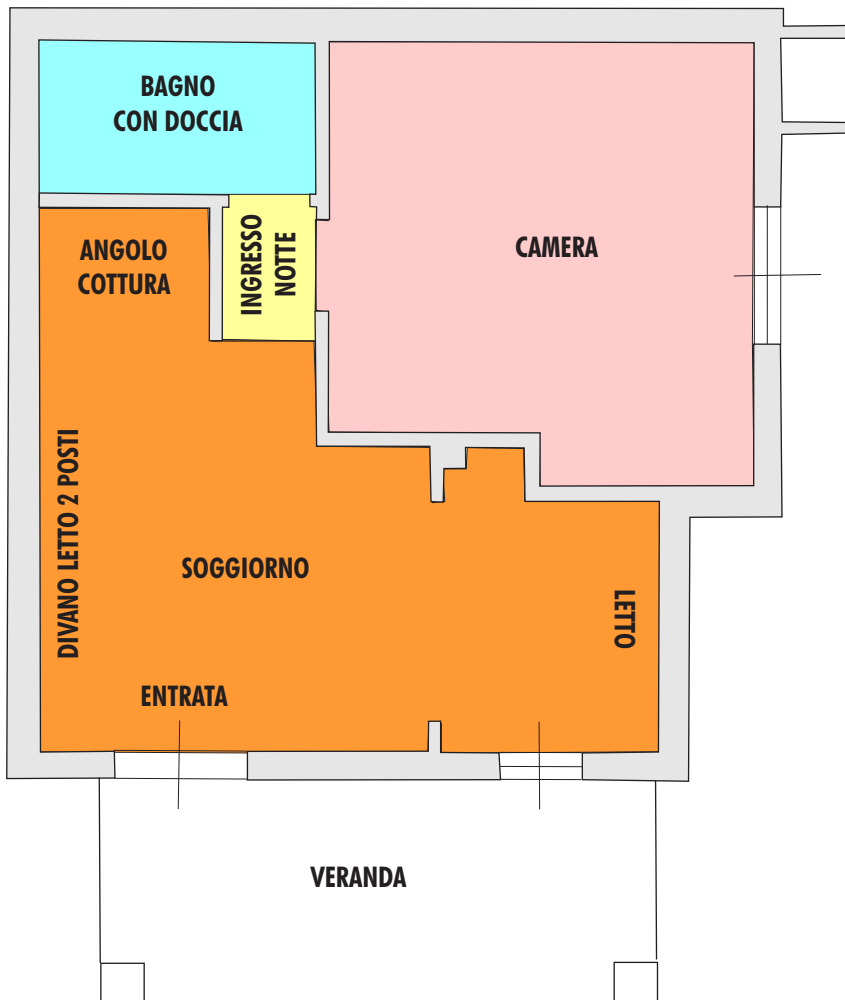 BAGNO
CON DOCCIA
ANGOLO
COTTURA
INGRESSO
NOTTE
CAMERA
DIVANO LETTO 2 POSTI
SOGGIORNO
LETTO
ENTRATA
VERANDA